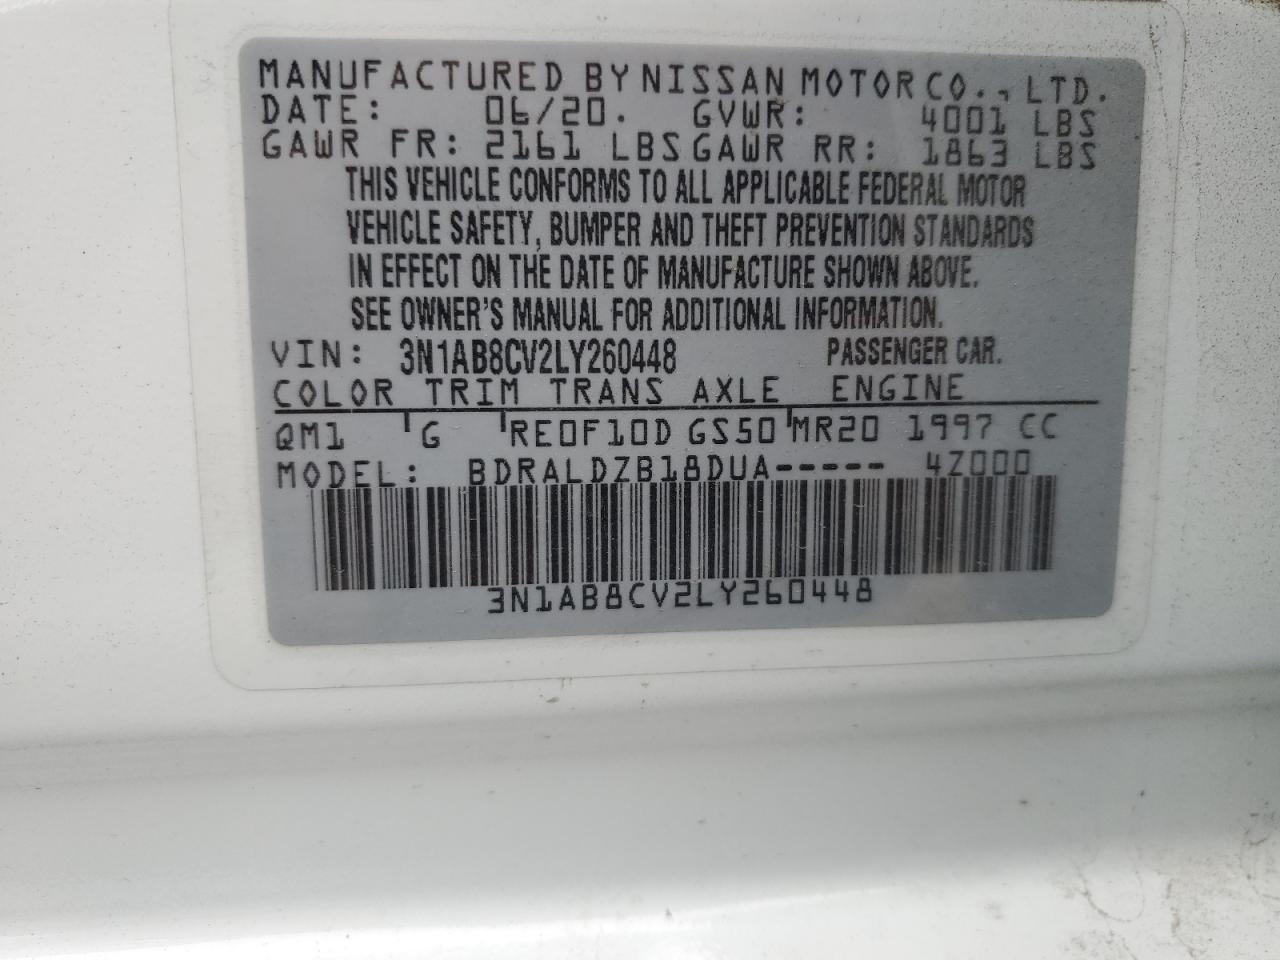 MANUFACTURED BY NISSAN MOTOR CO., LTD.
DATE: 06/20. GVWR: 4001 LBS
GAWR FR: 2161 LBS GAWR RR: 1863 LBS
THIS VEHICLE CONFORMS TO ALL APPLICABLE FEDERAL MOTOR
VEHICLE SAFETY, BUMPER AND THEFT PREVENTION STANDARDS
IN EFFECT ON THE DATE OF MANUFACTURE SHOWN ABOVE.
SEE OWNER'S MANUAL FOR ADDITIONAL INFORMATION.
VIN: 3N1AB8CV2LY260448 PASSENGER CAR.
COLOR TRIM TRANS AXLE ENGINE
QM1 G RE0F10D GS50 MR20 1997 CC
MODEL: BDRALDZB18DUA----- 4Z000
3N1AB8CV2LY260448